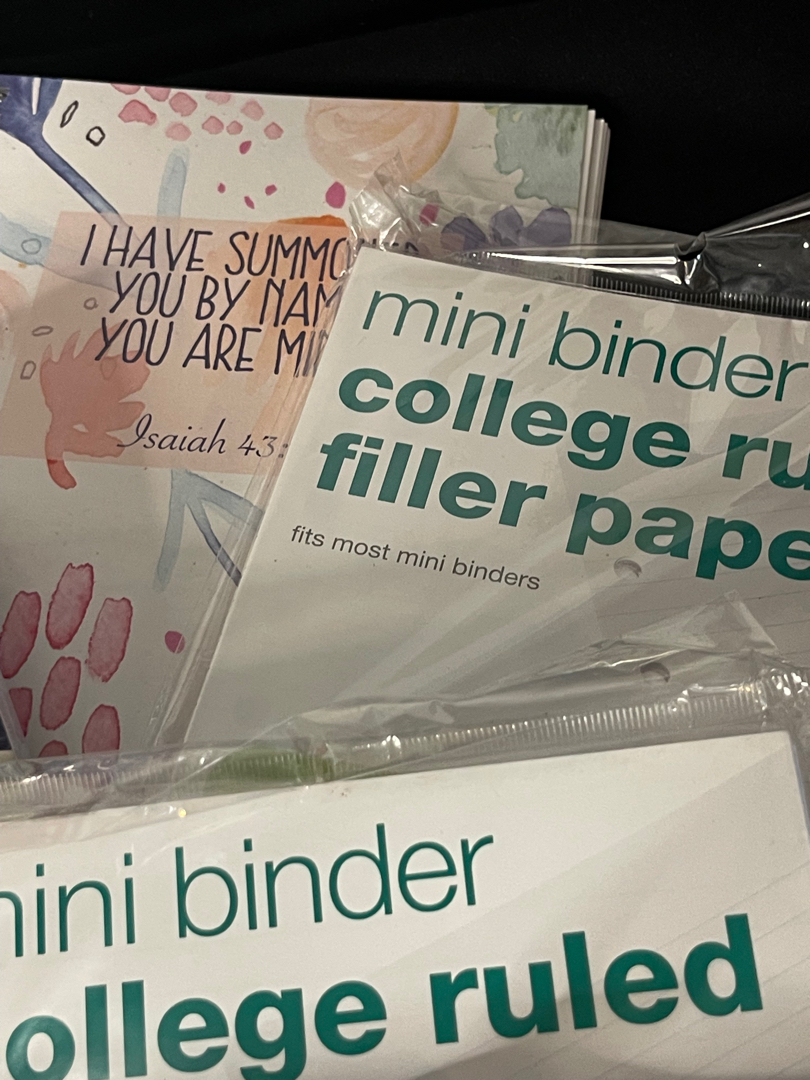 I HAVE SUMMO
YOU BY NAM
YOU ARE MI
Isaiah 43:
mini binder
college ru
filler pape
fits most mini binders
ini binder
ollege ruled